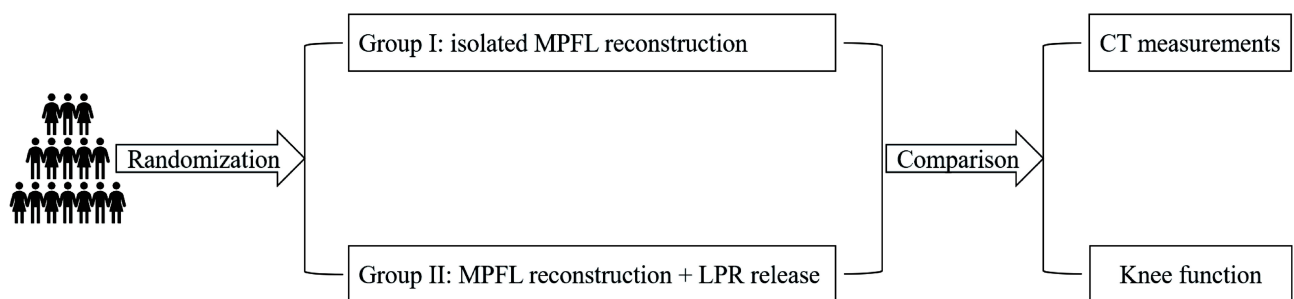 Group I: isolated MPFL reconstruction
CT measurements
Randomization
Comparison
Group II: MPFL reconstruction + LPR release
Knee function